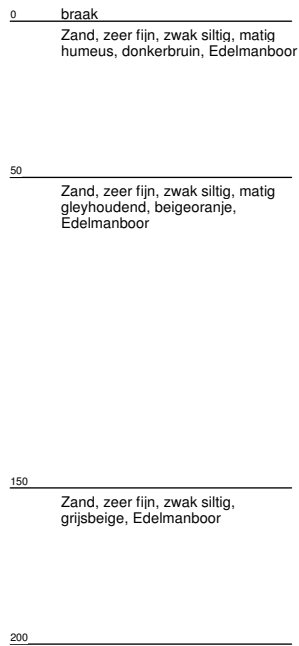 0 braak
Zand, zeer fijn, zwak siltig, matig
humeus, donkerbruin, Edelmanboor
50
Zand, zeer fijn, zwak siltig, matig
gleyhoudend, beigeoranje,
Edelmanboor
150
Zand, zeer fijn, zwak siltig,
grijsbeige, Edelmanboor
200